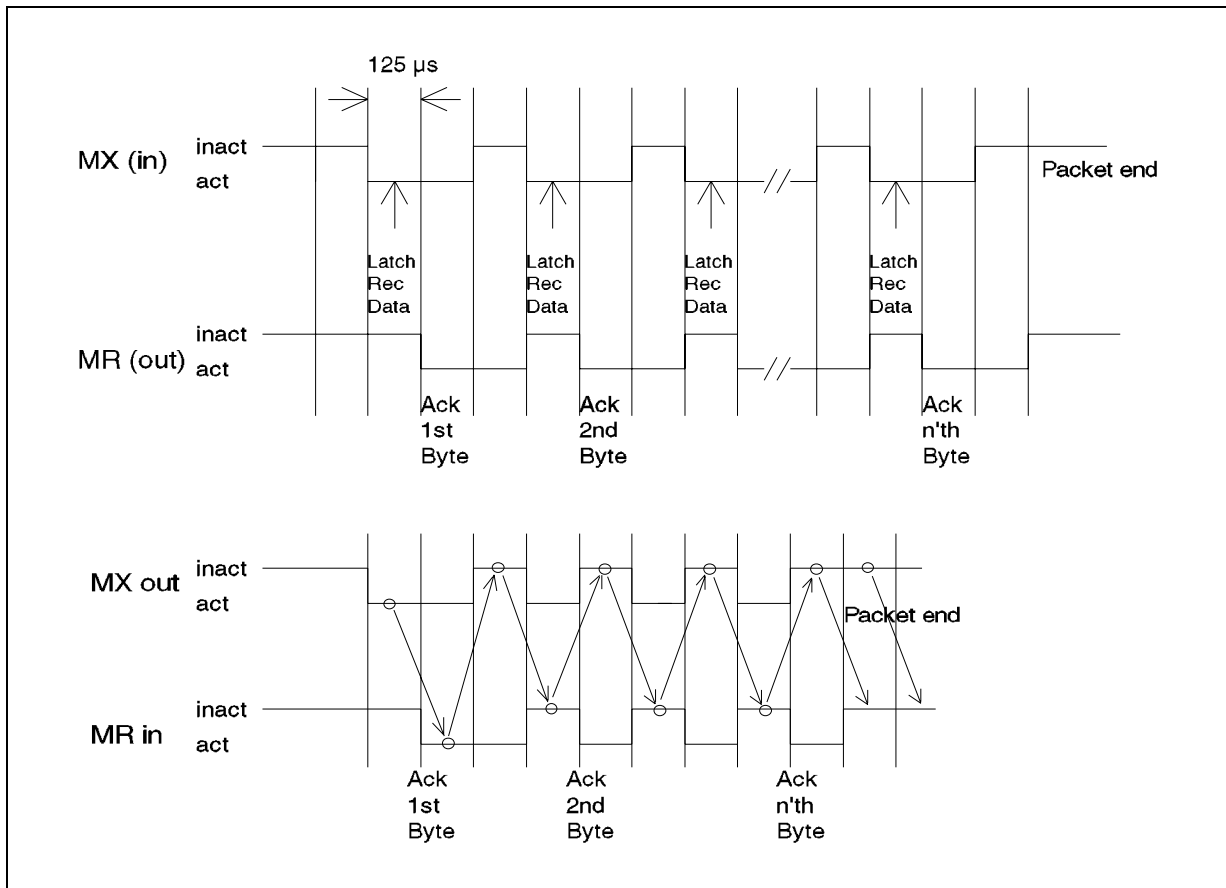 125 µs
inact
MX (in)
act
Packet end
Latch
Rec
Data
Latch
Rec
Data
Latch
Rec
Data
Latch
Rec
Data
inact
MR (out)
act
Ack
1st
Byte
Ack
2nd
Byte
Ack
n'th
Byte
inact
MX out
act
Packet end
inact
MR in
act
Ack
1st
Byte
Ack
2nd
Byte
Ack
n'th
Byte